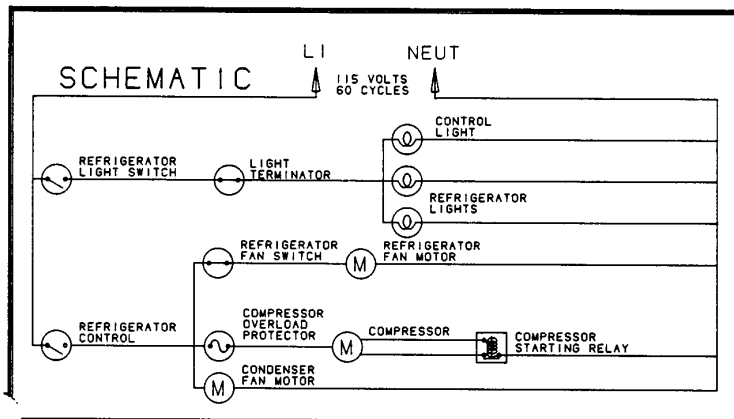 L1 NEUT
SCHEMATIC
115 VOLTS
60 CYCLES
CONTROL
LIGHT
REFRIGERATOR
LIGHT SWITCH
LIGHT
TERMINATOR
REFRIGERATOR
LIGHTS
REFRIGERATOR
FAN SWITCH
M
REFRIGERATOR
FAN MOTOR
REFRIGERATOR
CONTROL
COMPRESSOR
OVERLOAD
PROTECTOR
M
COMPRESSOR
COMPRESSOR
STARTING RELAY
CONDENSER
FAN MOTOR
M